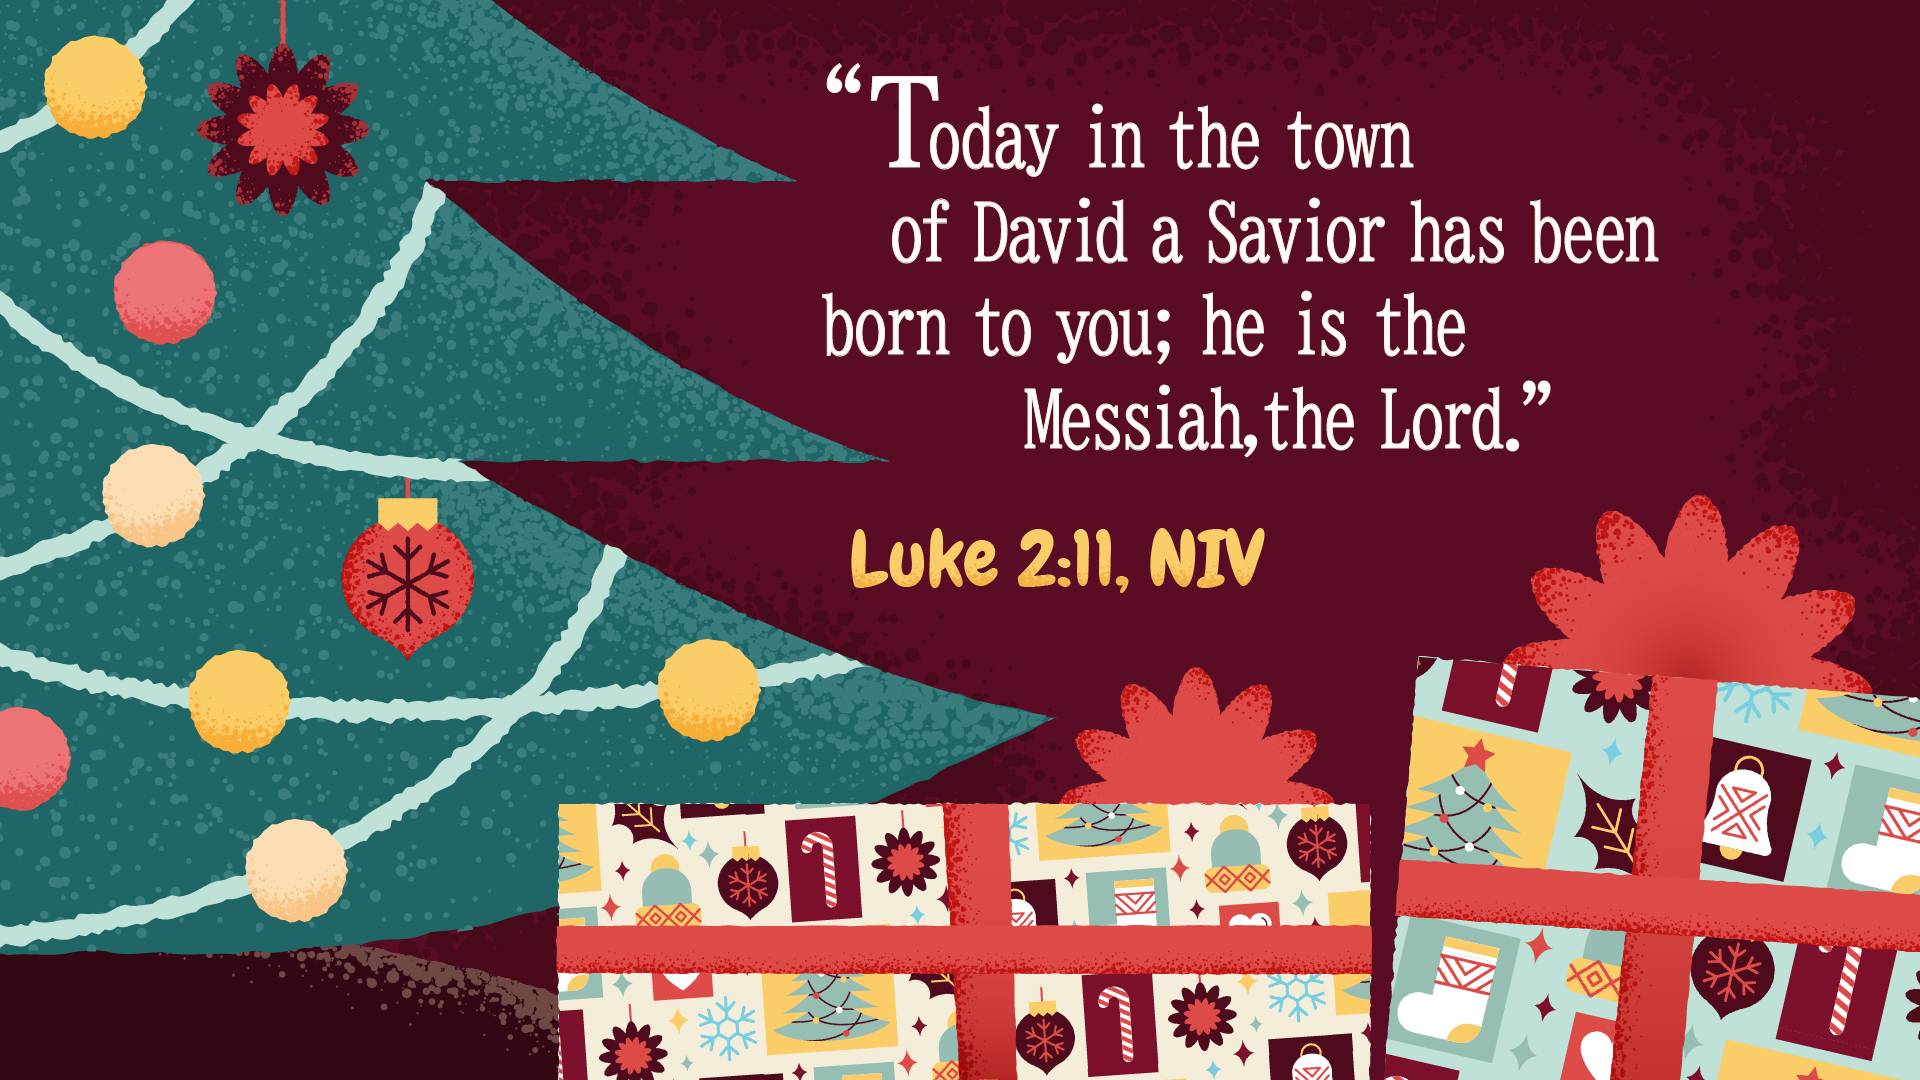 “Today in the town
of David a Savior has been
born to you; he is the
Messiah, the Lord.”
Luke 2:11, NIV